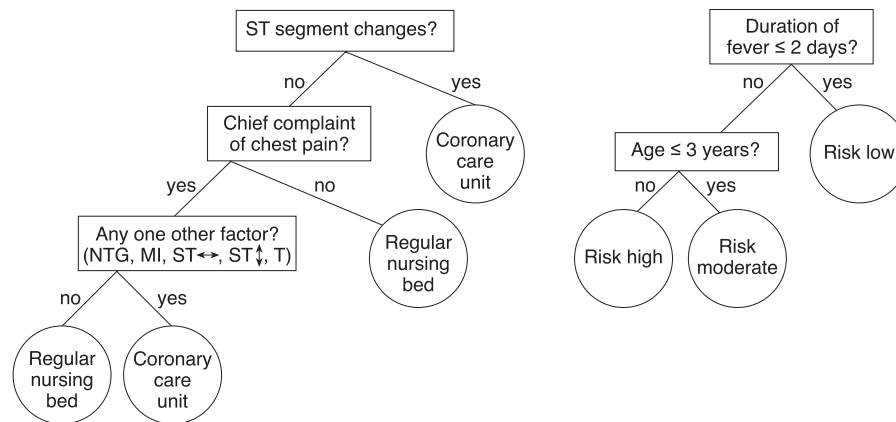 ST segment changes?
no
yes
Chief complaint
of chest pain?
Coronary
care
unit
yes
no
Any one other factor?
(NTG, MI, ST↔, ST↕, T)
Regular
nursing
bed
no
yes
Regular
nursing
bed
Coronary
care
unit
Duration of
fever ≤ 2 days?
no
yes
Age ≤ 3 years?
Risk low
no
yes
Risk high
Risk
moderate